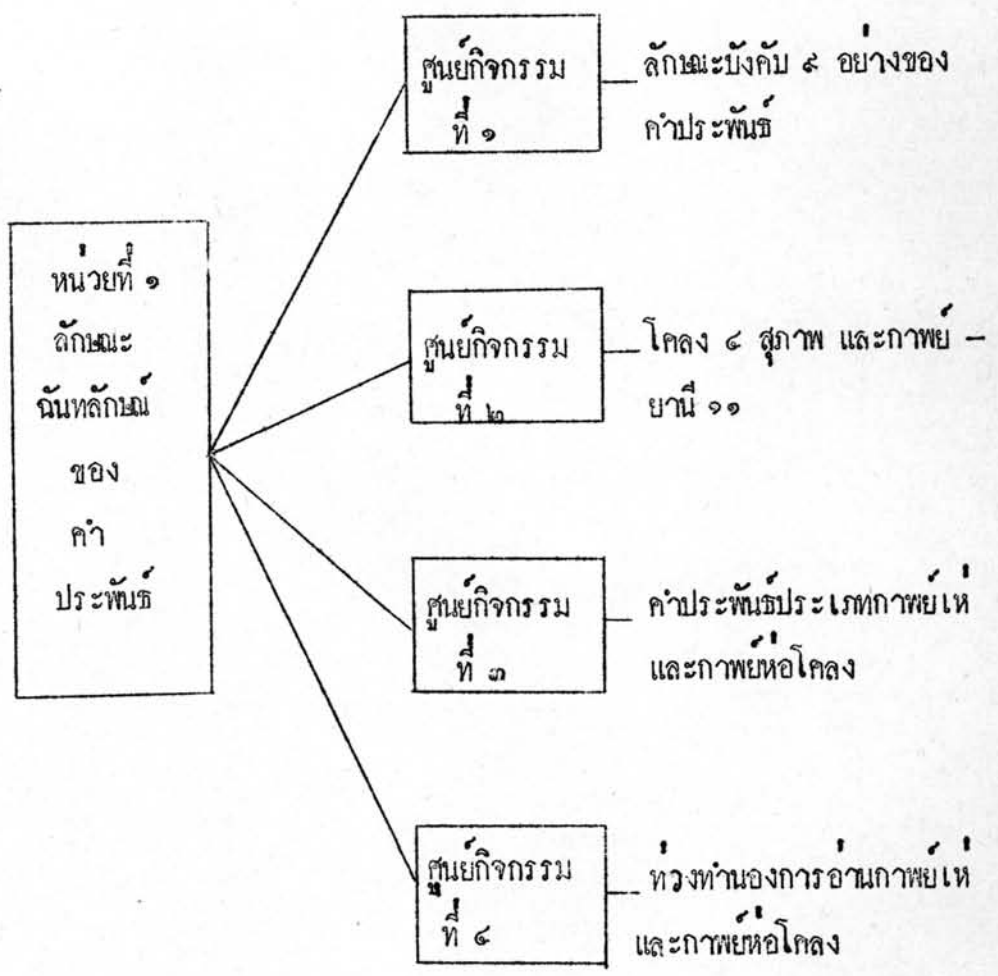 ศูนย์กิจกรรม
ที่ ๑
ลักษณะบังคับ ๙ อย่างของ
คำประพันธ์
หน่วยที่ ๑
ลักษณะ
ฉันทลักษณ์
ของ
คำ
ประพันธ์
ศูนย์กิจกรรม
ที่ ๒
โคลง ๔ สุภาพ และกาพย์ -
ยานี ๑๑
ศูนย์กิจกรรม
ที่ ๓
คำประพันธ์ประเภทกาพย์เห่
และกาพย์ห่อโคลง
ศูนย์กิจกรรม
ที่ ๔
ท่วงทำนองการอ่านกาพย์เห่
และกาพย์ห่อโคลง